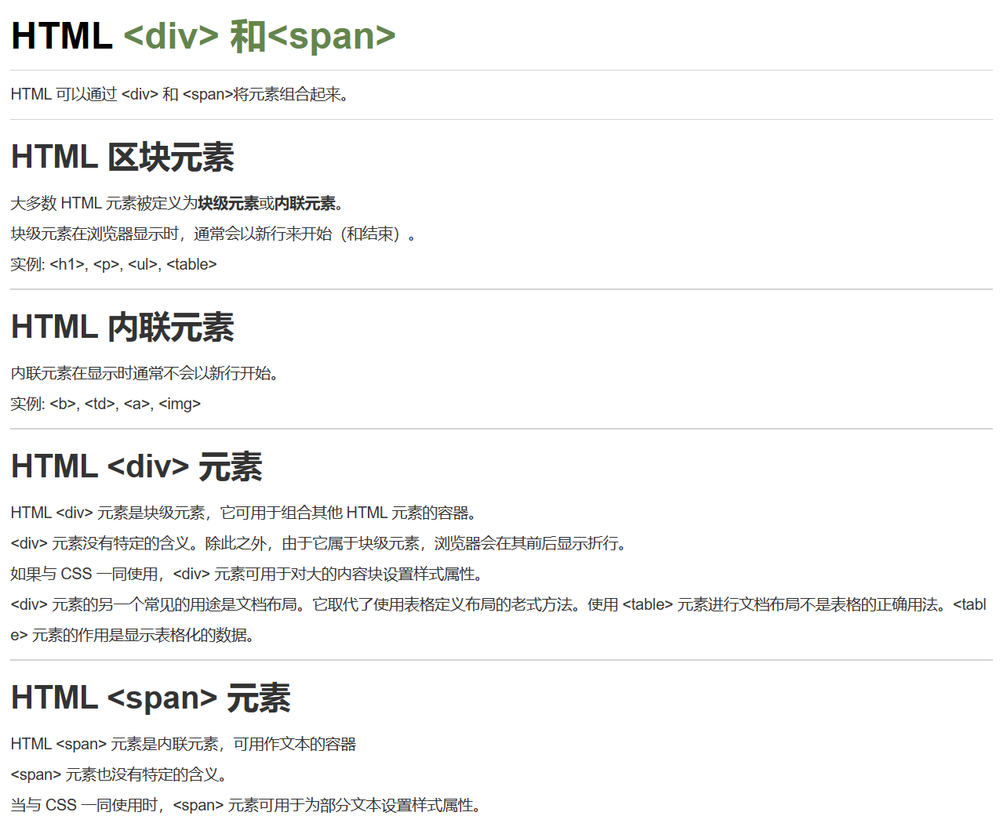 HTML <div> 和<span>
HTML 可以通过 <div> 和 <span>将元素组合起来。
HTML 区块元素
大多数 HTML 元素被定义为块级元素或内联元素。
块级元素在浏览器显示时，通常会以新行来开始（和结束）。
实例: <h1>, <p>, <ul>, <table>
HTML 内联元素
内联元素在显示时通常不会以新行开始。
实例: <b>, <td>, <a>, <img>
HTML <div> 元素
HTML <div> 元素是块级元素，它可用于组合其他 HTML 元素的容器。
<div> 元素没有特定的含义。除此之外，由于它属于块级元素，浏览器会在其前后显示折行。
如果与 CSS 一同使用，<div> 元素可用于对大的内容块设置样式属性。
<div> 元素的另一个常见的用途是文档布局。它取代了使用表格定义布局的老式方法。使用 <table> 元素进行文档布局不是表格的正确用法。<tabl
e> 元素的作用是显示表格化的数据。
HTML <span> 元素
HTML <span> 元素是内联元素，可用作文本的容器
<span> 元素也没有特定的含义。
当与 CSS 一同使用时，<span> 元素可用于为部分文本设置样式属性。